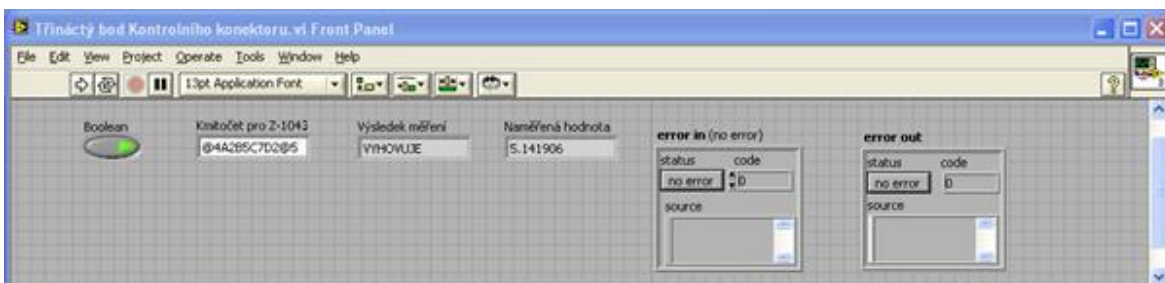 Třináctý bod Kontrolního konektoru.vi Front Panel
File Edit View Project Operate Tools Window Help
13pt Application Font
Boolean
Kmitočet pro Z-1043
Výsledek měření
Naměřená hodnota
error in (no error)
error out
@4A2B5C7D2@5
VYHOVUJE
5.141906
status code
no error 0
source
status code
no error 0
source